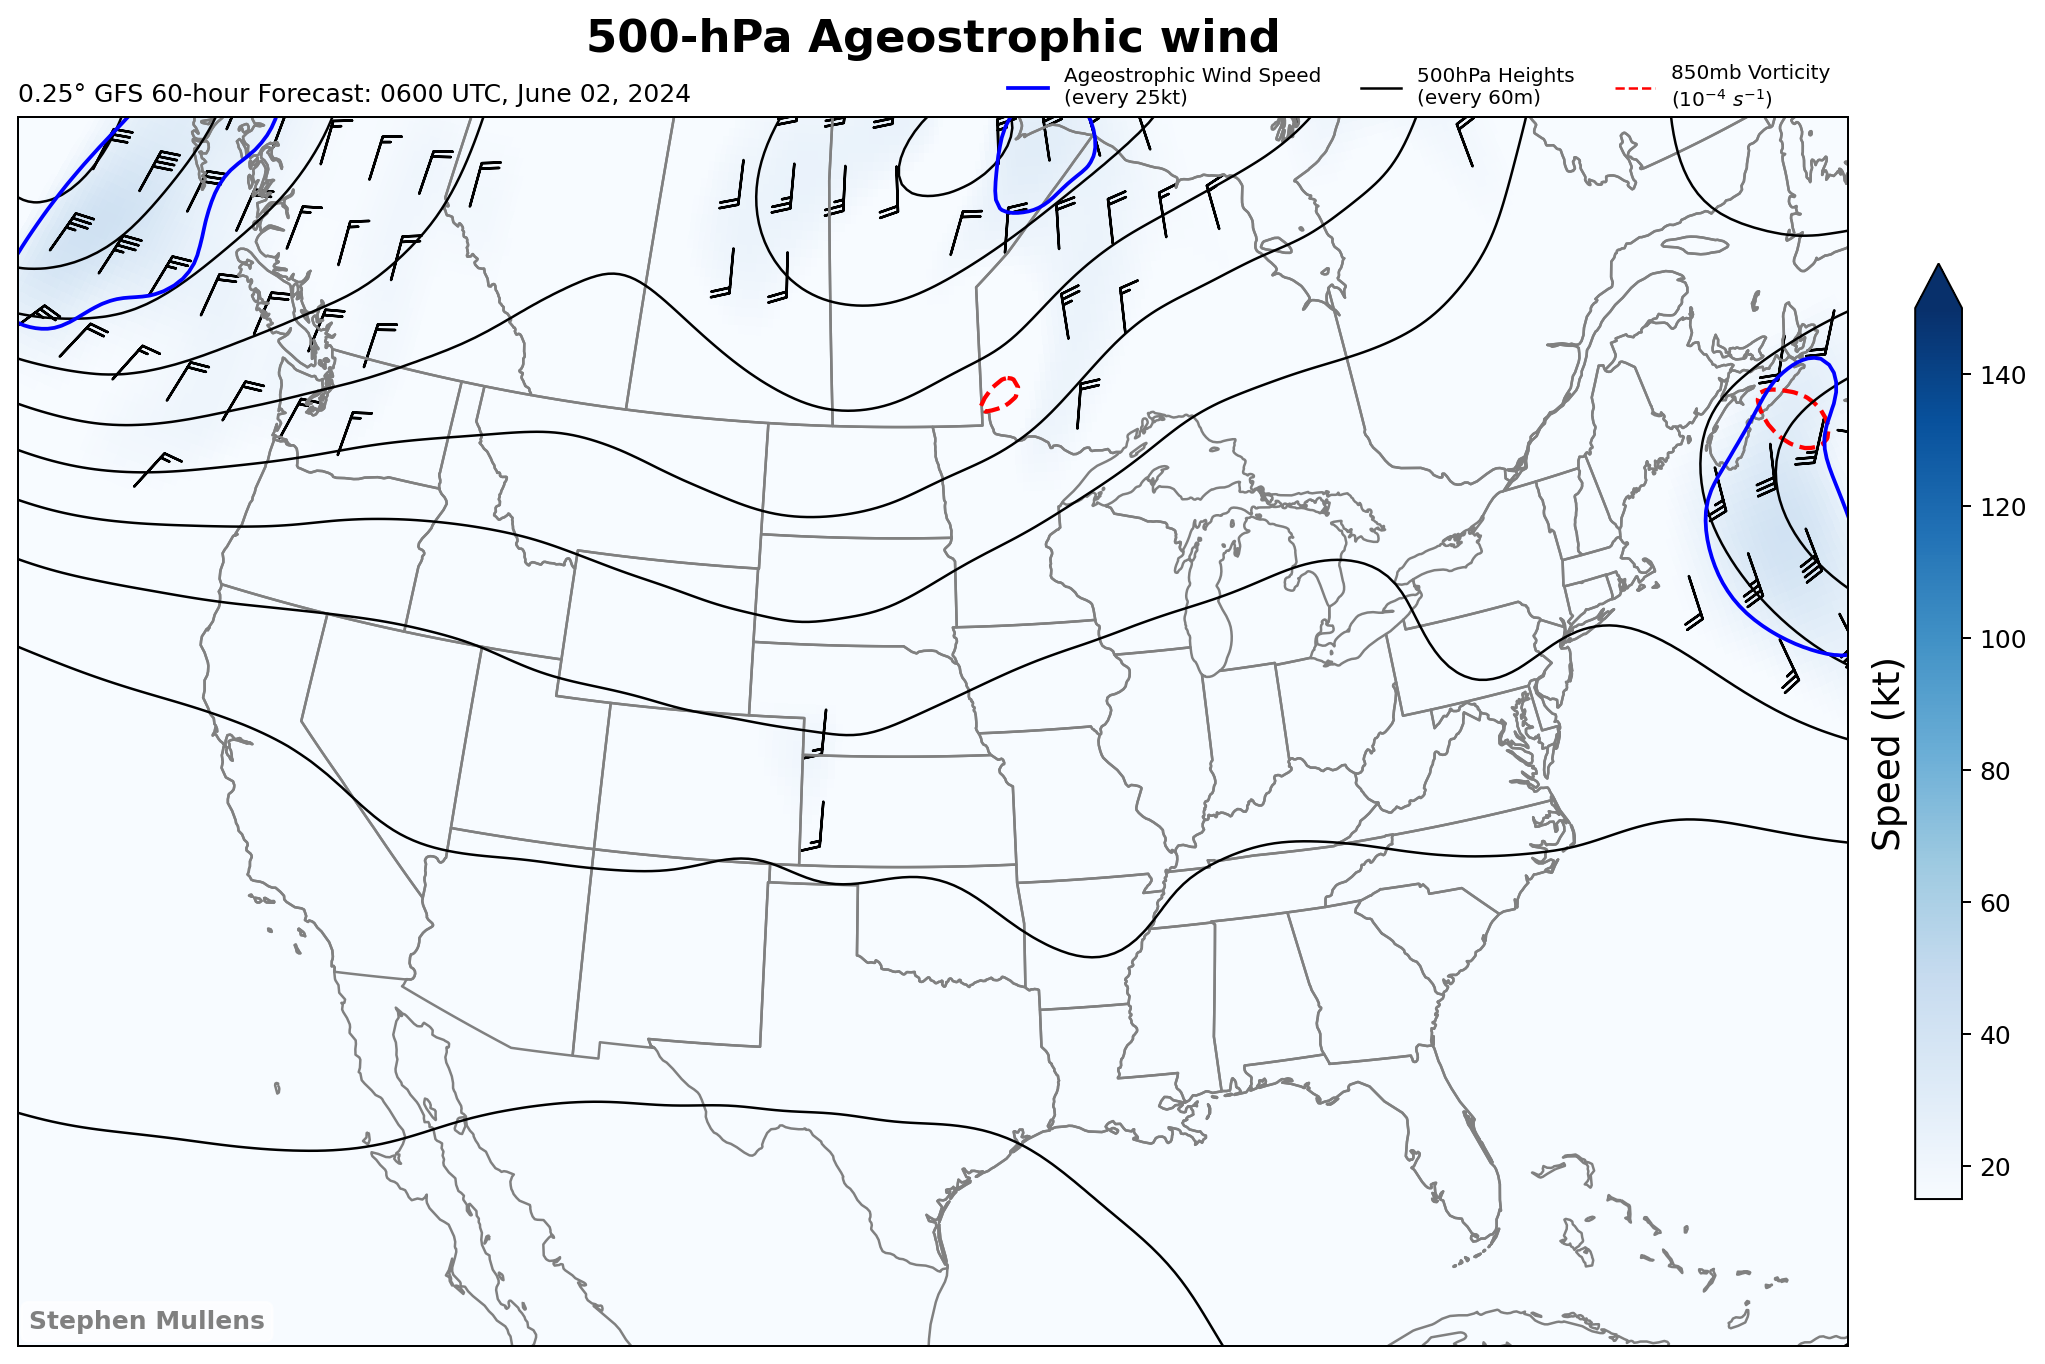 500-hPa Ageostrophic wind
0.25° GFS 60-hour Forecast: 0600 UTC, June 02, 2024
Ageostrophic Wind Speed
(every 25kt)
500hPa Heights
(every 60m)
850mb Vorticity
(10⁻⁴ s⁻¹)
140
120
100
80
60
40
20
Speed (kt)
Stephen Mullens